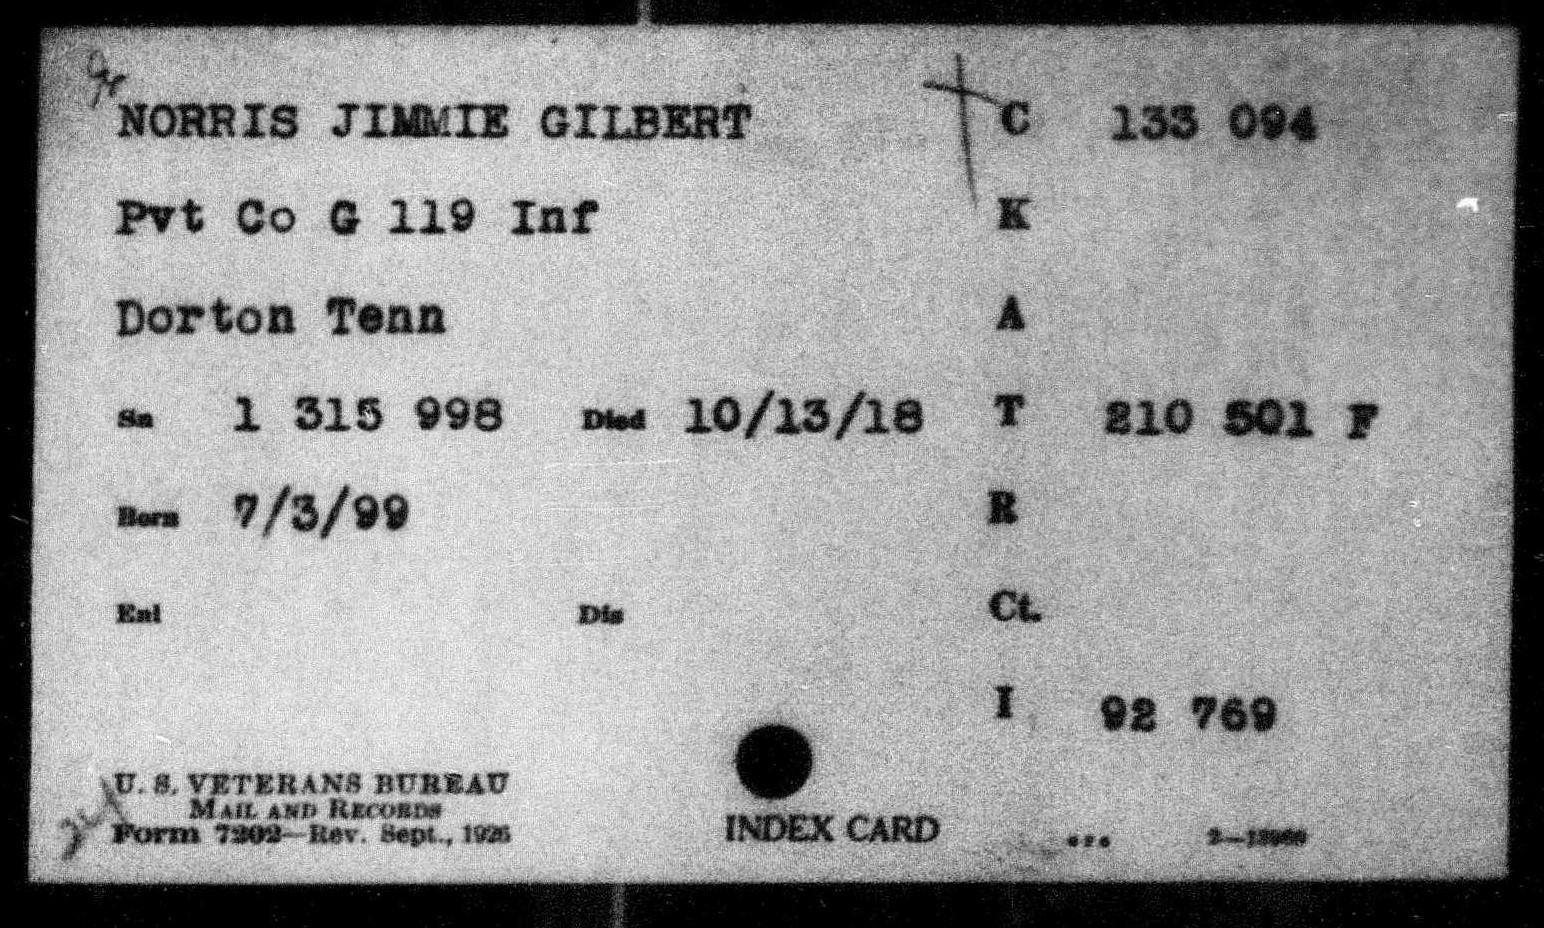 NORRIS JIMMIE GILBERT C 133 094
Pvt Co G 119 Inf K
Dorton Tenn A
Sn 1 315 998 Died 10/13/18 T 210 501 F
Born 7/3/99 R
Enl Dis Ct.
I 92 769
U. S. VETERANS BUREAU
MAIL AND RECORDS
Form 7202—Rev. Sept., 1926
INDEX CARD